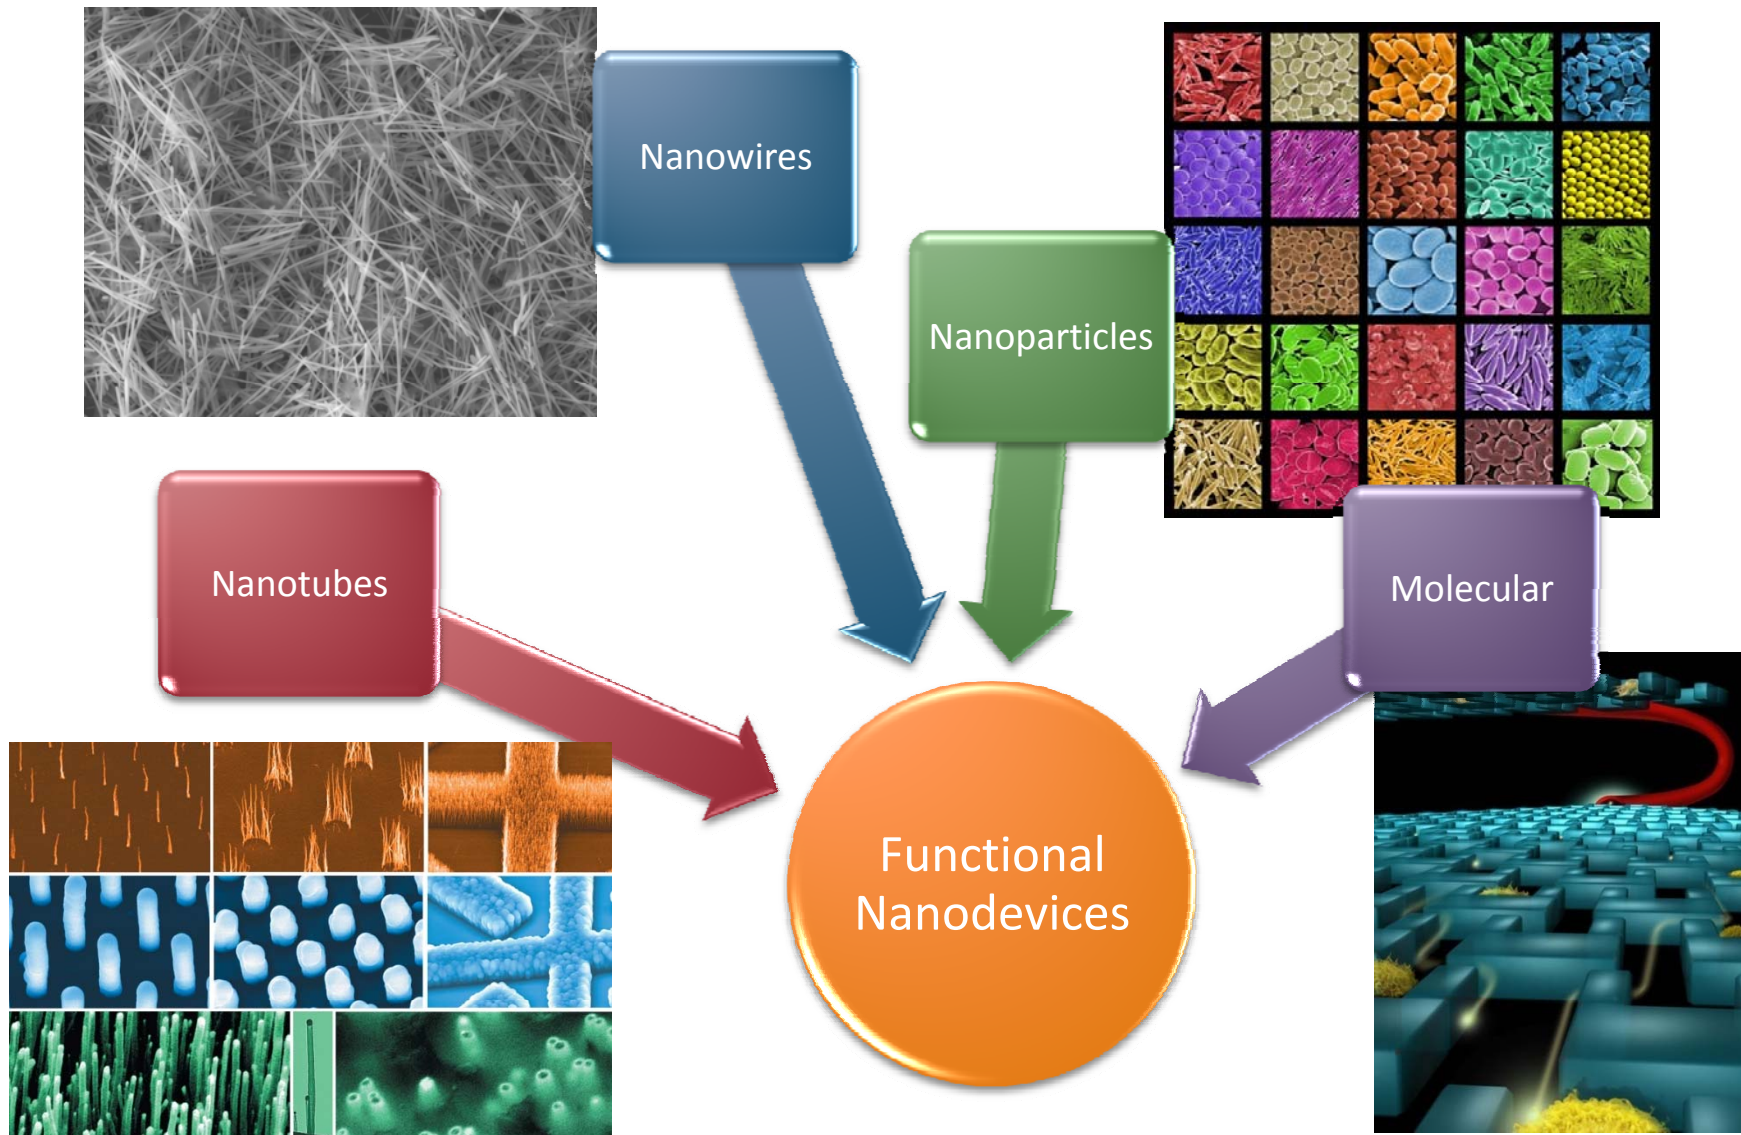 Nanowires
Nanoparticles
Nanotubes
Molecular
Functional
Nanodevices